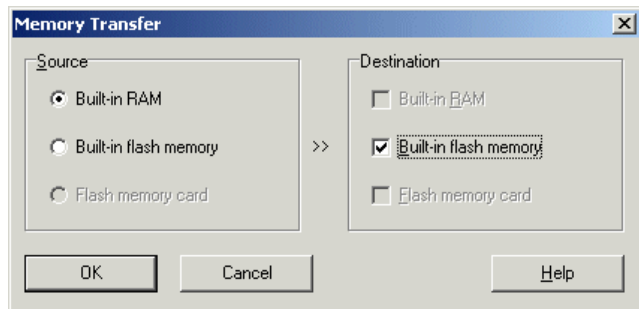 Memory Transfer
Source
Built-in RAM
Built-in flash memory
Flash memory card
>>
Destination
Built-in RAM
Built-in flash memory
Flash memory card
OK
Cancel
Help